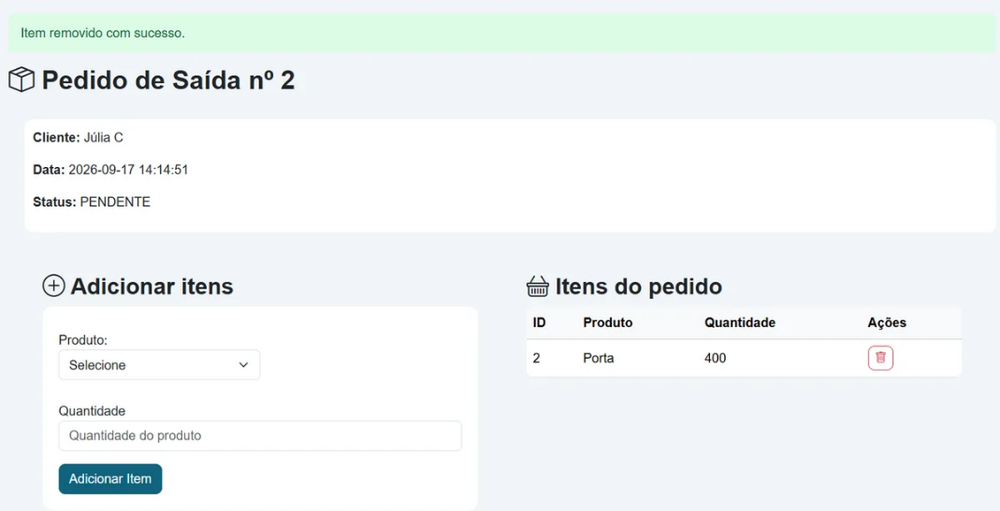 Item removido com sucesso.
Pedido de Saída nº 2
Cliente: Júlia C
Data: 2026-09-17 14:14:51
Status: PENDENTE
Adicionar itens
Produto:
Selecione
Quantidade
Quantidade do produto
Adicionar Item
Itens do pedido
ID Produto Quantidade Ações
2 Porta 400